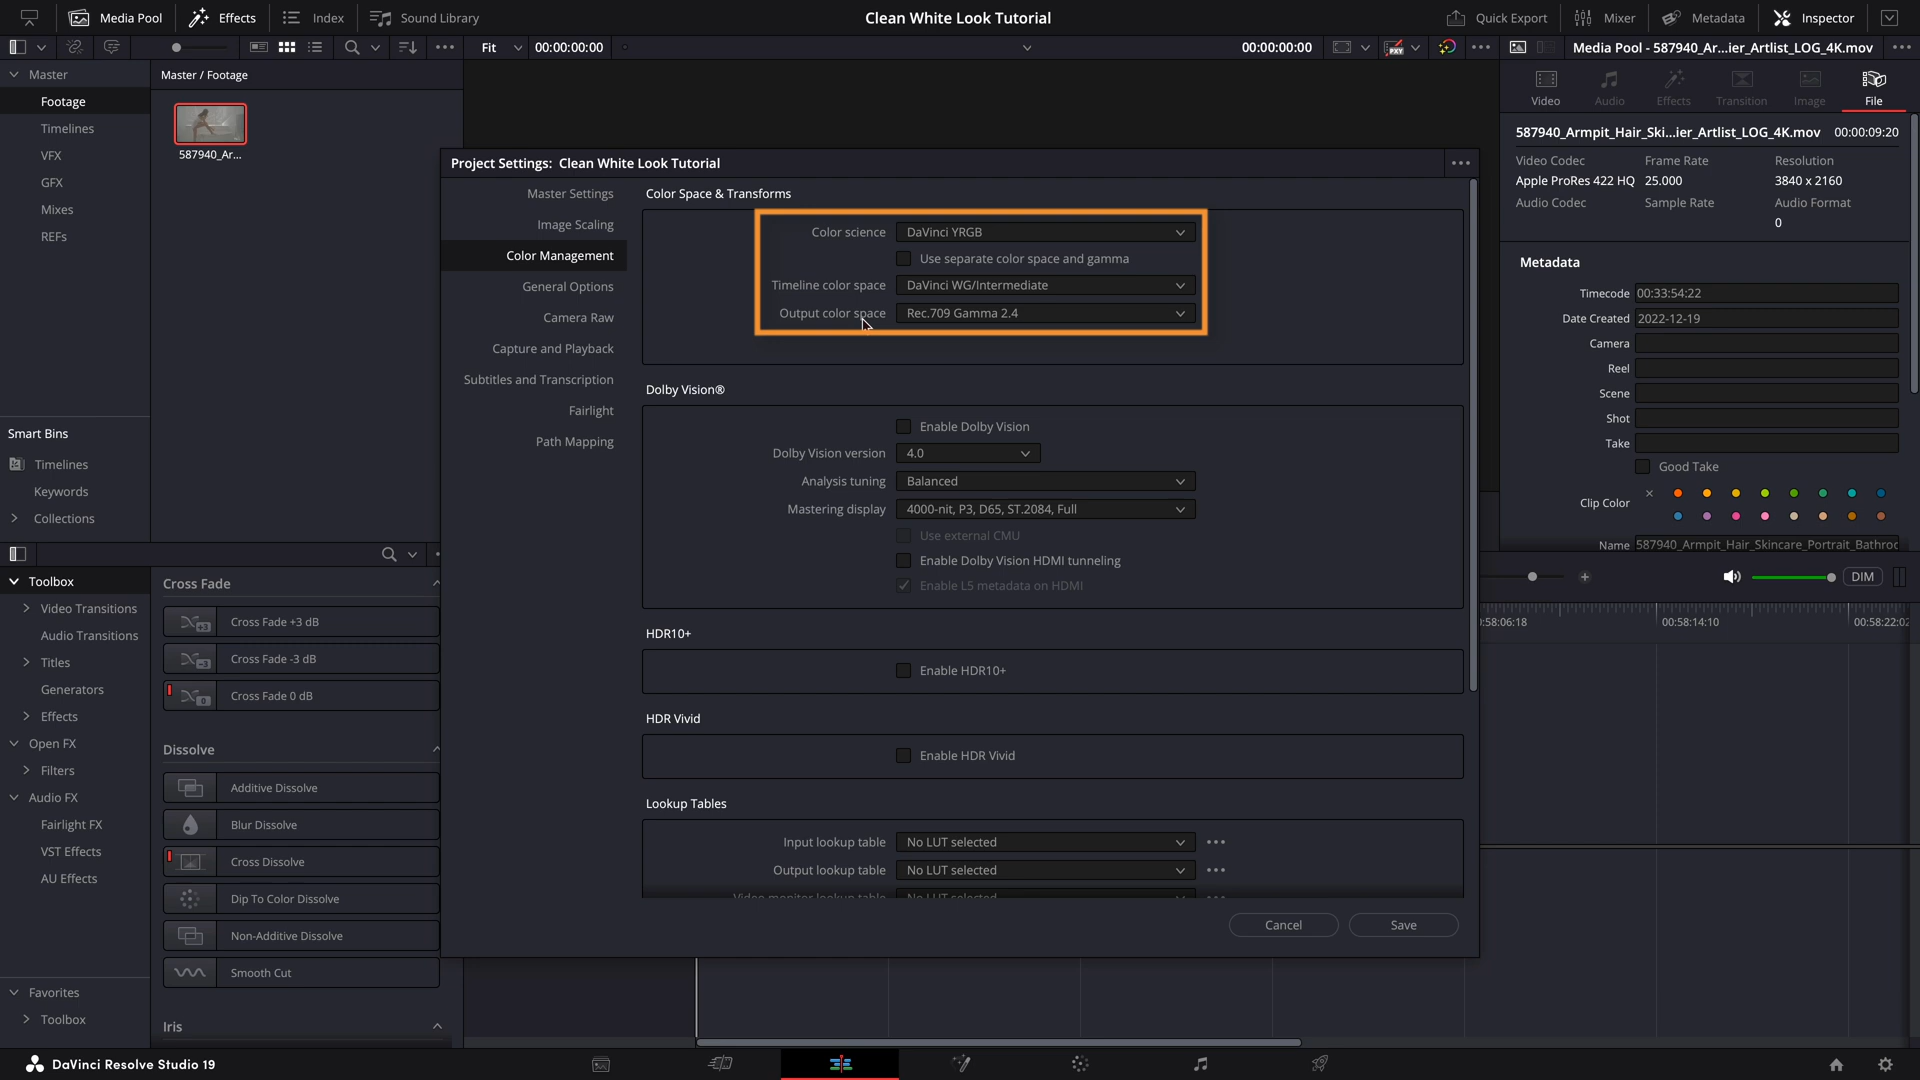 Media Pool
Effects
Index
Sound Library
Clean White Look Tutorial
Quick Export
Mixer
Metadata
Inspector
Fit
00:00:00:00
00:00:00:00
Media Pool - 587940_Ar...ier_Artlist_LOG_4K.mov
Master
Footage
Timelines
VFX
GFX
Mixes
REFs
Master / Footage
587940_Ar...
Smart Bins
Timelines
Keywords
Collections
Video
Audio
Effects
Transition
Image
File
587940_Armpit_Hair_Ski...ier_Artlist_LOG_4K.mov 00:00:09:20
Video Codec Frame Rate Resolution
Apple ProRes 422 HQ 25.000 3840 x 2160
Audio Codec Sample Rate Audio Format
0
Metadata
Timecode 00:33:54:22
Date Created 2022-12-19
Camera
Reel
Scene
Shot
Take
Good Take
Clip Color
Name 587940_Armpit_Hair_Skincare_Portrait_Bathroc
Project Settings: Clean White Look Tutorial
Master Settings
Image Scaling
Color Management
General Options
Camera Raw
Capture and Playback
Subtitles and Transcription
Fairlight
Path Mapping
Color Space & Transforms
Color science DaVinci YRGB
Use separate color space and gamma
Timeline color space DaVinci WG/Intermediate
Output color space Rec.709 Gamma 2.4
Dolby Vision®
Enable Dolby Vision
Dolby Vision version 4.0
Analysis tuning Balanced
Mastering display 4000-nit, P3, D65, ST.2084, Full
Use external CMU
Enable Dolby Vision HDMI tunneling
Enable L5 metadata on HDMI
HDR10+
Enable HDR10+
HDR Vivid
Enable HDR Vivid
Lookup Tables
Input lookup table No LUT selected
Output lookup table No LUT selected
Video monitor lookup table No LUT selected
Cancel
Save
DIM
:58:06:18
00:58:14:10
00:58:22:02
Toolbox
Video Transitions
Audio Transitions
Titles
Generators
Effects
Open FX
Filters
Audio FX
Fairlight FX
VST Effects
AU Effects
Favorites
Toolbox
Cross Fade
+3
Cross Fade +3 dB
-3
Cross Fade -3 dB
0
Cross Fade 0 dB
Dissolve
Additive Dissolve
Blur Dissolve
Cross Dissolve
Dip To Color Dissolve
Non-Additive Dissolve
Smooth Cut
Iris
DaVinci Resolve Studio 19